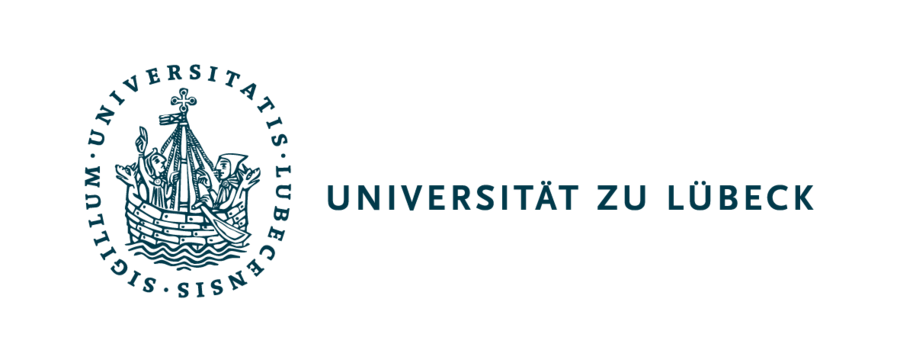 SIGILLUM · UNIVERSITATIS · LUBECENSIS ·
UNIVERSITÄT ZU LÜBECK